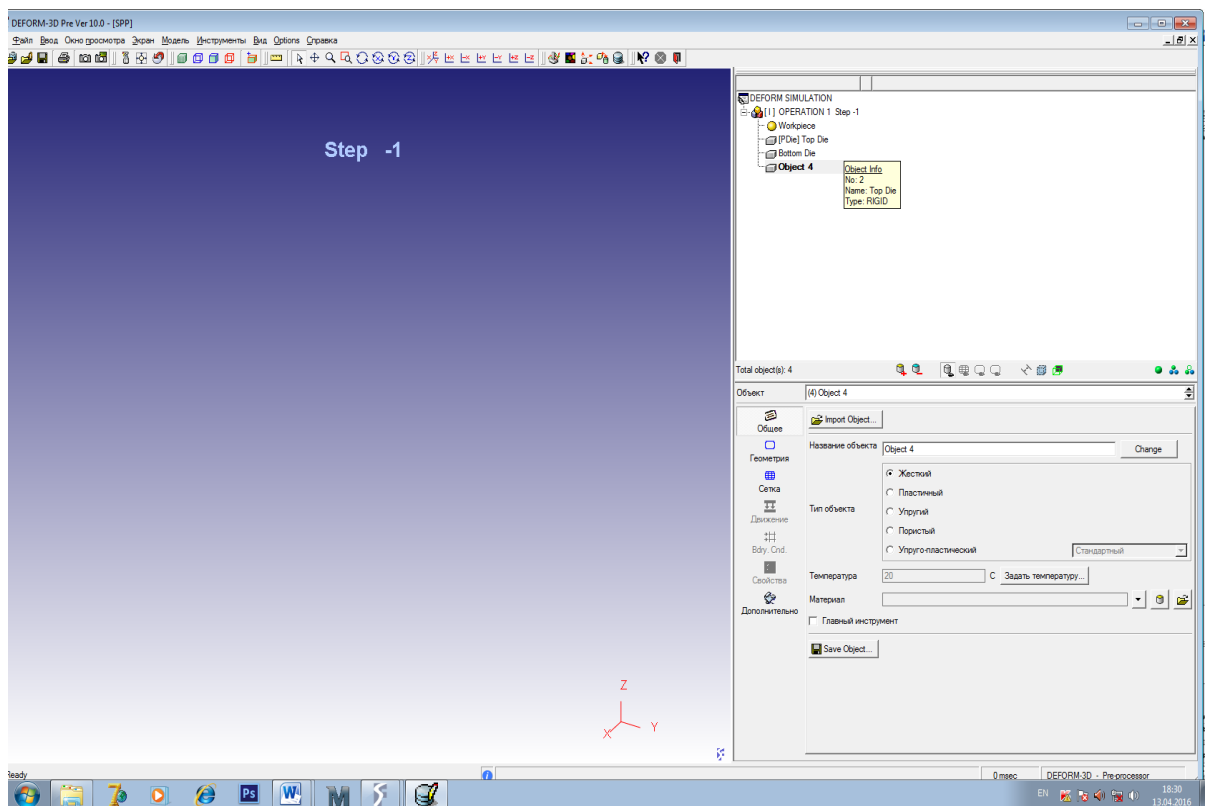 DEFORM-3D Pre Ver 10.0 - [SPP]
Файл Ввод Окно просмотра Экран Модель Инструменты Вид Options Справка
Step -1
DEFORM SIMULATION
[1] OPERATION 1 Step -1
Workpiece
[PDie] Top Die
Bottom Die
Object 4
Object Info
No: 2
Name: Top Die
Type: RIGID
Total object(s): 4
Объект (4) Object 4
Общее
Import Object...
Геометрия
Название объекта Object 4 Change
Сетка
Движение
Bdry. Cnd.
Свойства
Дополнительно
Тип объекта
Жесткий
Пластичный
Упругий
Пористый
Упруго-пластический Стандартный
Температура 20 C Задать температуру...
Материал
Главный инструмент
Save Object...
Z
X Y
Ready
0 msec DEFORM-3D - Pre-processor
Ps W M
EN 18:30
13.04.2016